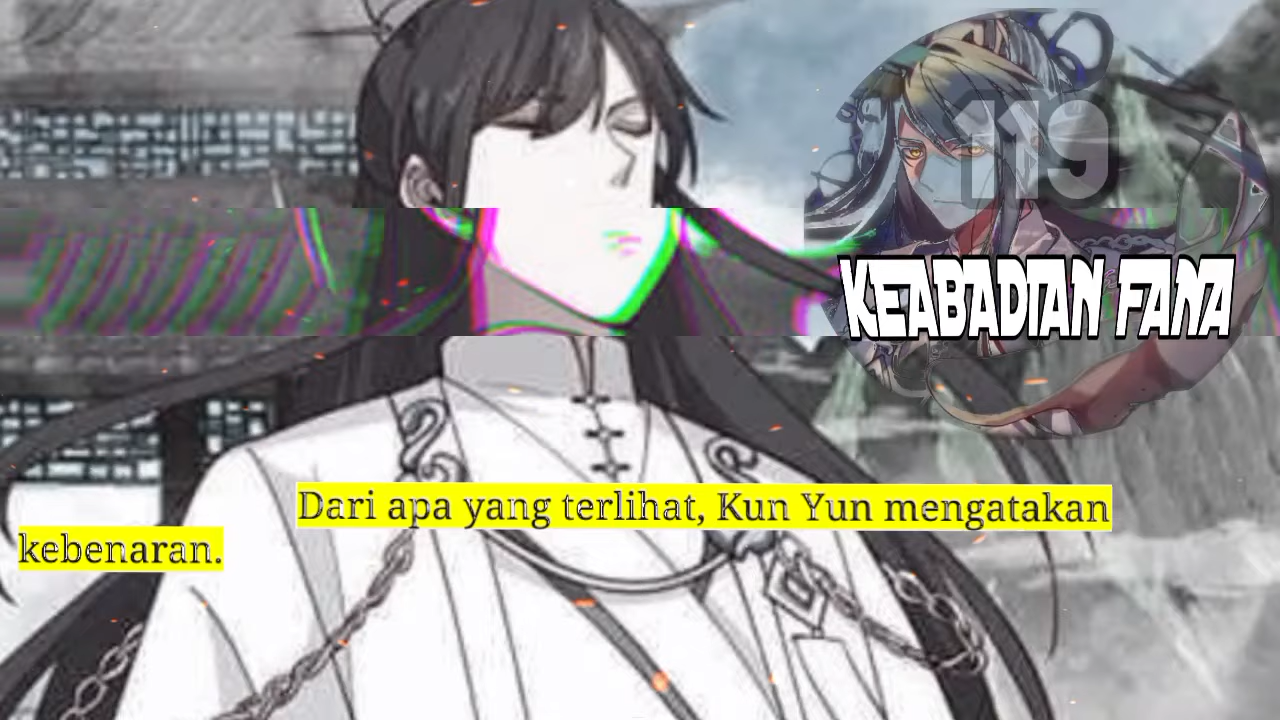 119
KEABADIAN FANA
Dari apa yang terlihat, Kun Yun mengatakan
kebenaran.